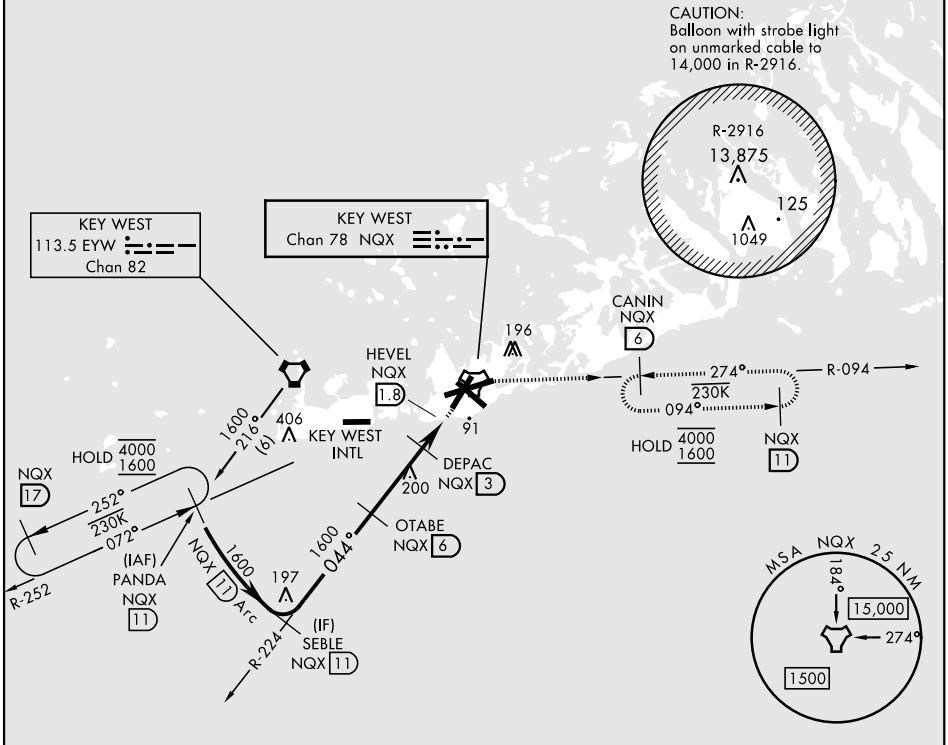 CAUTION:
Balloon with strobe light
on unmarked cable to
14,000 in R-2916.
R-2916
13,875
125
1049
KEY WEST
113.5 EYW
Chan 82
KEY WEST
Chan 78 NQX
CANIN
NQX
6
196
HEVEL
NQX
1.8
274°
230K
094°
R-094
HOLD 4000
1600
NQX
11
1600
216°
(6)
406
KEY WEST
INTL
91
HOLD 4000
1600
NQX
17
252°
230K
072°
R-252
(IAF)
PANDA
NQX
11
DEPAC
NQX 3
200
OTABE
NQX 6
1600
044°
1600
NQX 11 Arc
197
(IF)
SEBLE
NQX 11
R-224
MSA NQX 25 NM
184°
15,000
274°
1500